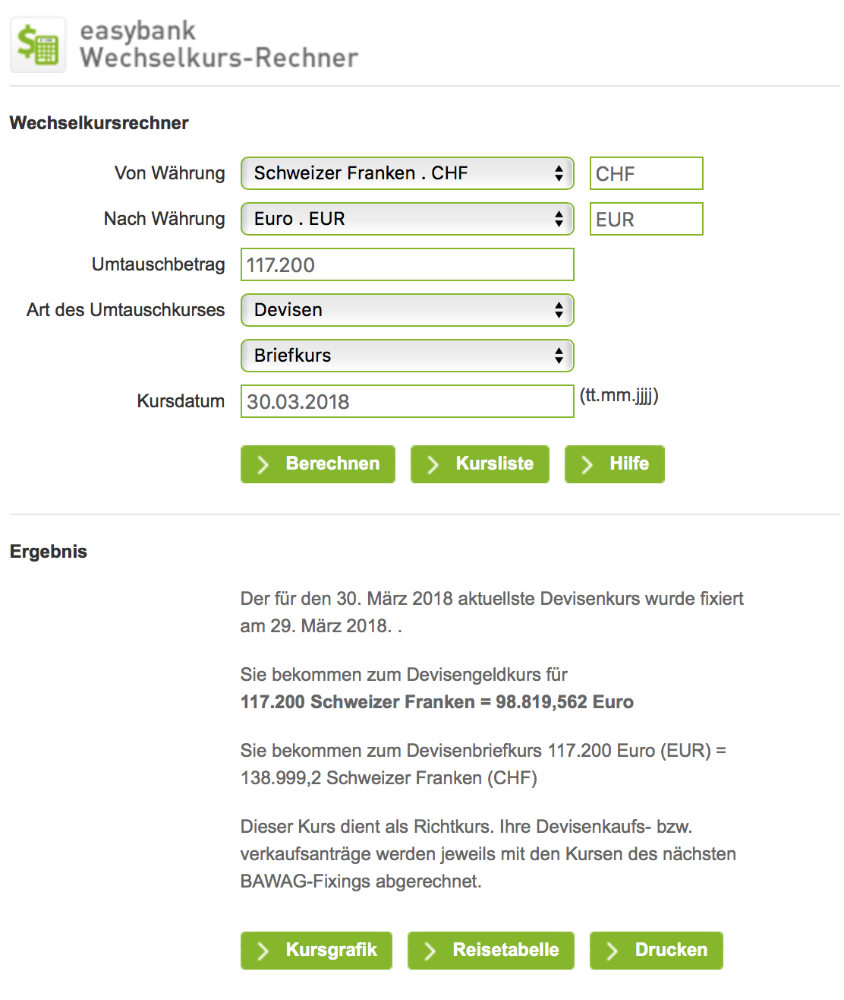 easybank
Wechselkurs-Rechner
Wechselkursrechner
Von Währung Schweizer Franken . CHF CHF
Nach Währung Euro . EUR EUR
Umtauschbetrag 117.200
Art des Umtauschkurses Devisen
Briefkurs
Kursdatum 30.03.2018 (tt.mm.jjjj)
Berechnen Kursliste Hilfe
Ergebnis
Der für den 30. März 2018 aktuellste Devisenkurs wurde fixiert
am 29. März 2018. .
Sie bekommen zum Devisengeldkurs für
117.200 Schweizer Franken = 98.819,562 Euro
Sie bekommen zum Devisenbriefkurs 117.200 Euro (EUR) =
138.999,2 Schweizer Franken (CHF)
Dieser Kurs dient als Richtkurs. Ihre Devisenkaufs- bzw.
verkaufsanträge werden jeweils mit den Kursen des nächsten
BAWAG-Fixings abgerechnet.
Kursgrafik Reisetabelle Drucken